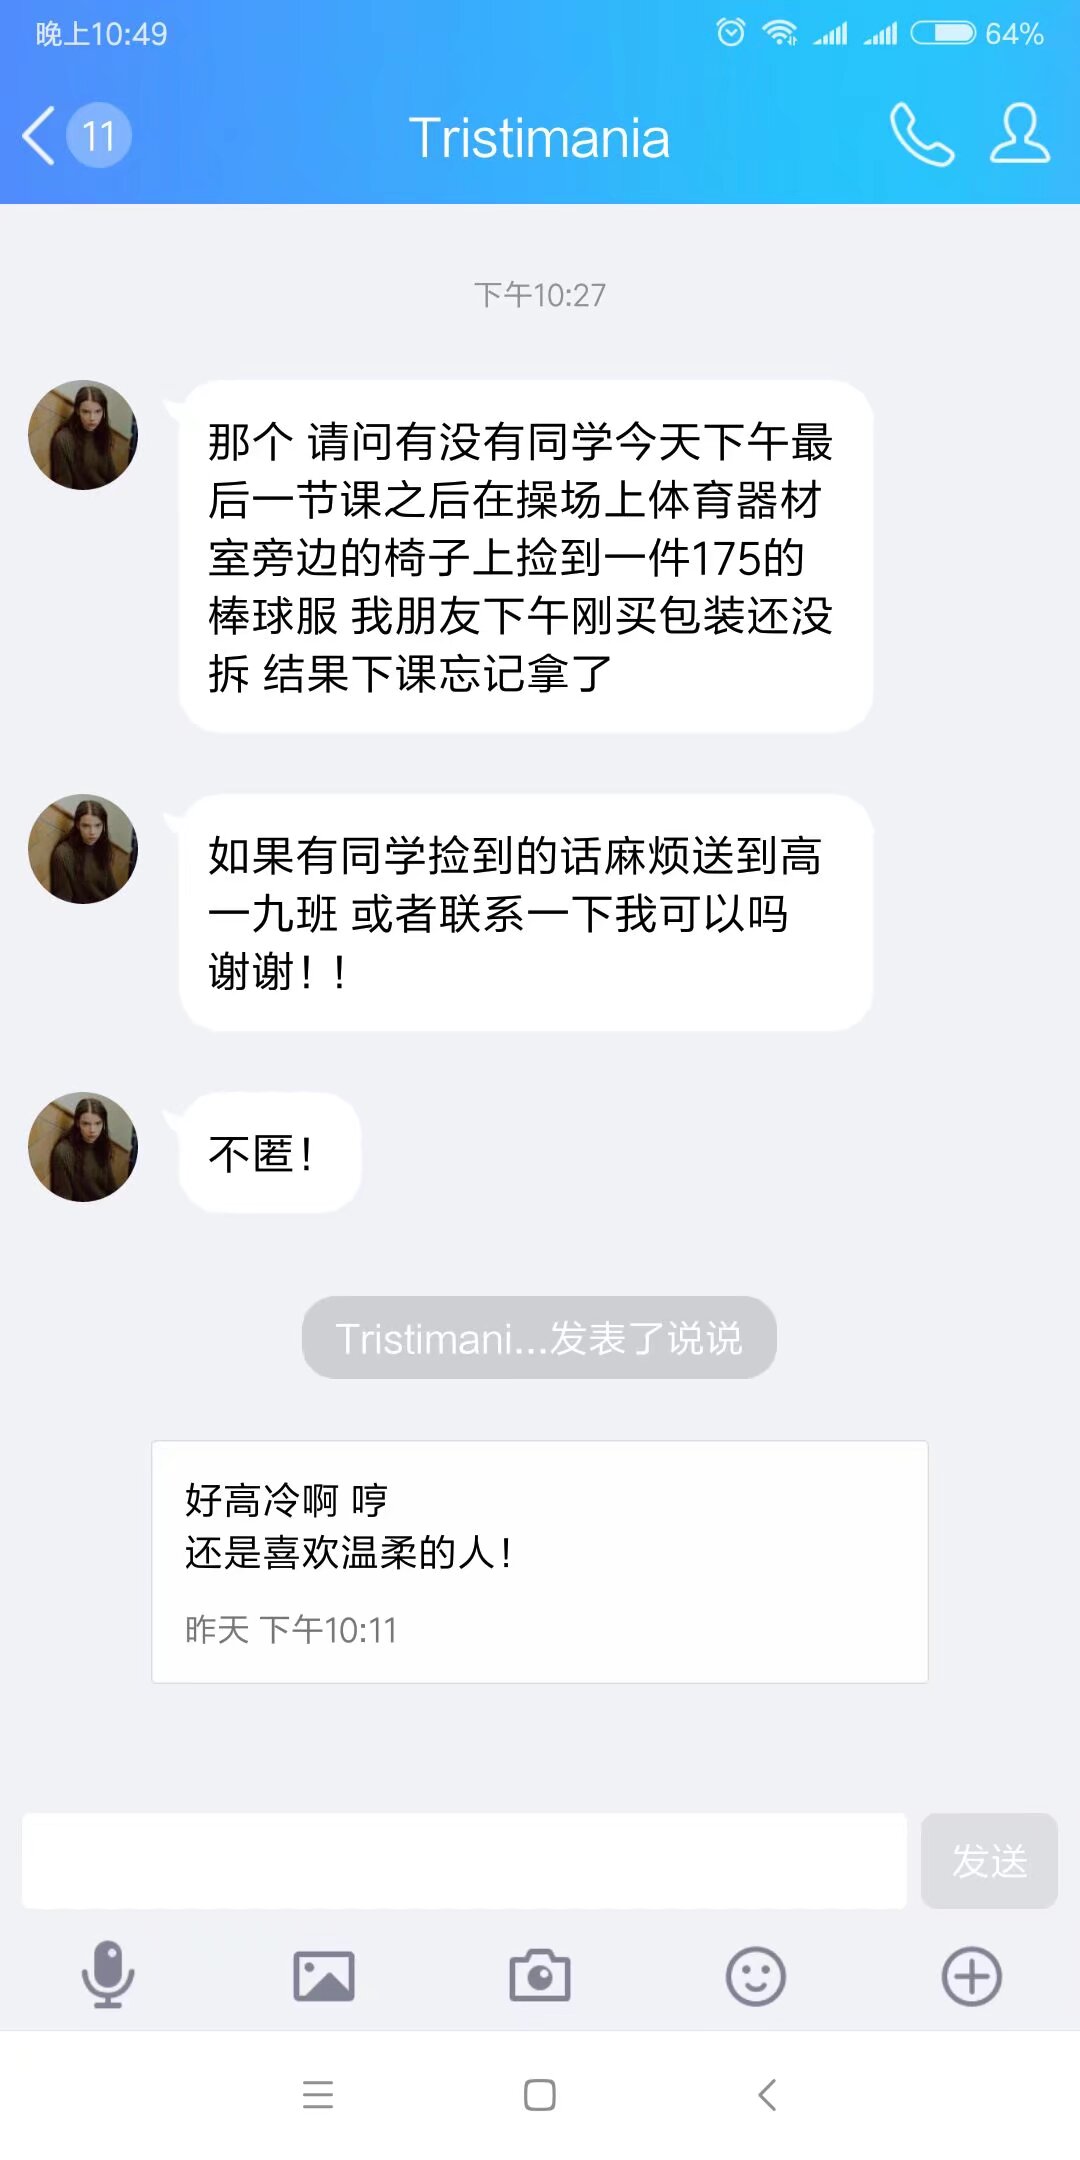 晚上10:49
64%
11
Tristimania
下午10:27
那个 请问有没有同学今天下午最
后一节课之后在操场上体育器材
室旁边的椅子上捡到一件175的
棒球服 我朋友下午刚买包装还没
拆 结果下课忘记拿了
如果有同学捡到的话麻烦送到高
一九班 或者联系一下我可以吗
谢谢！！
不匿！
Tristimani...发表了说说
好高冷啊 哼
还是喜欢温柔的人！
昨天 下午10:11
发送